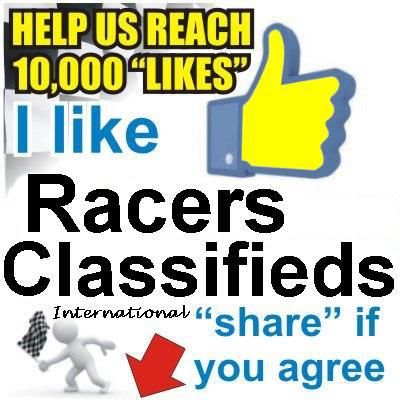 HELP US REACH
10,000 “LIKES”
I like
Racers
Classifieds
International
“share” if
you agree